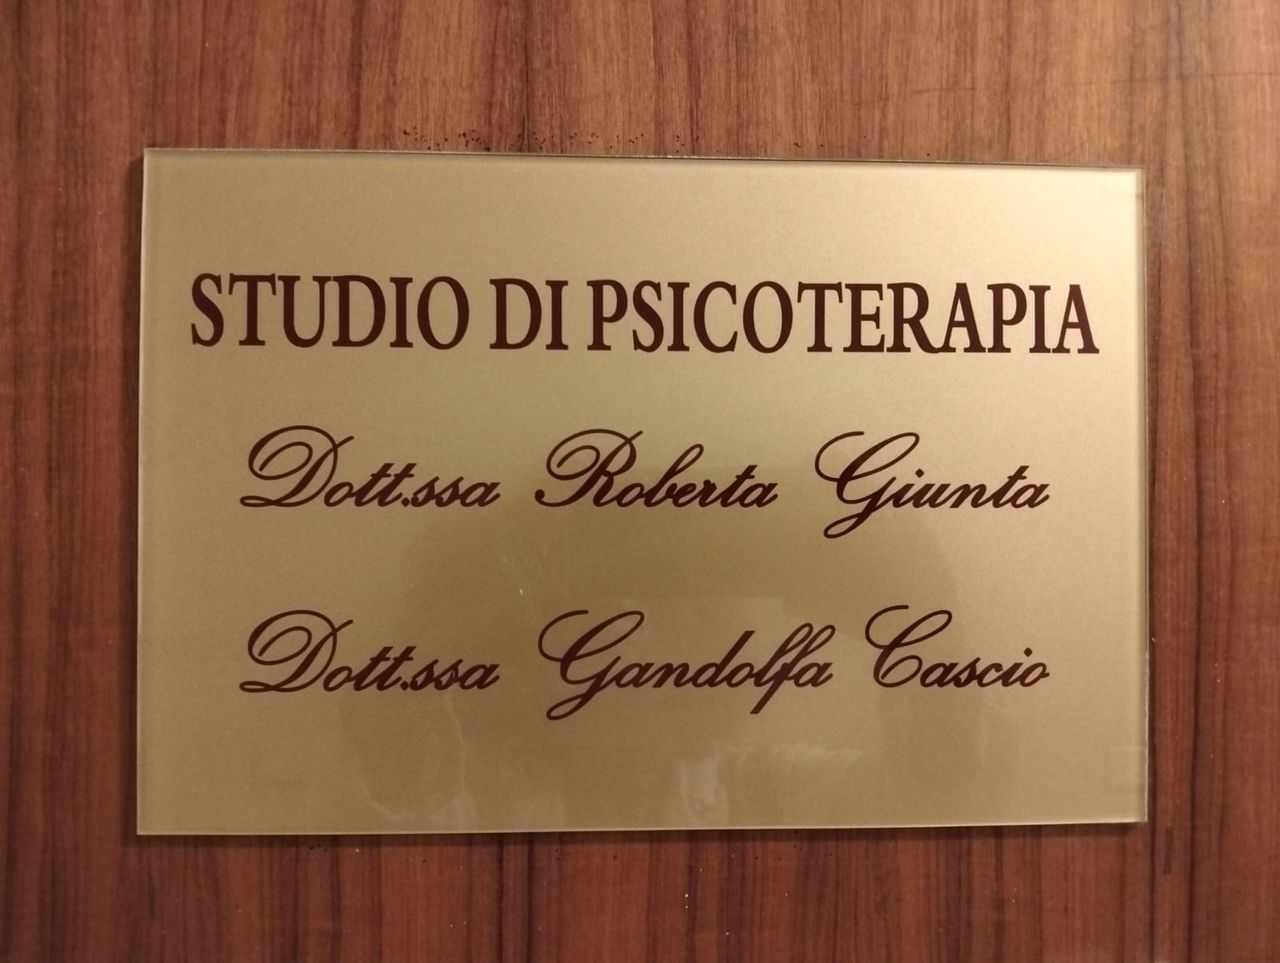 STUDIO DI PSICOTERAPIA
Dott.ssa Roberta Giunta
Dott.ssa Gandolfa Cascio